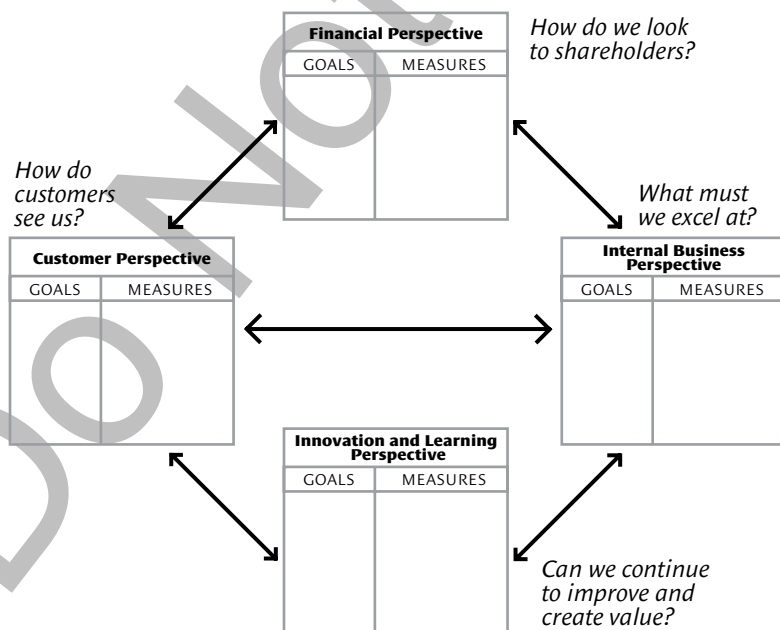 Financial Perspective
GOALS MEASURES
How do we look
to shareholders?
How do
customers
see us?
Customer Perspective
GOALS MEASURES
What must
we excel at?
Internal Business
Perspective
GOALS MEASURES
Innovation and Learning
Perspective
GOALS MEASURES
Can we continue
to improve and
create value?
Do Not